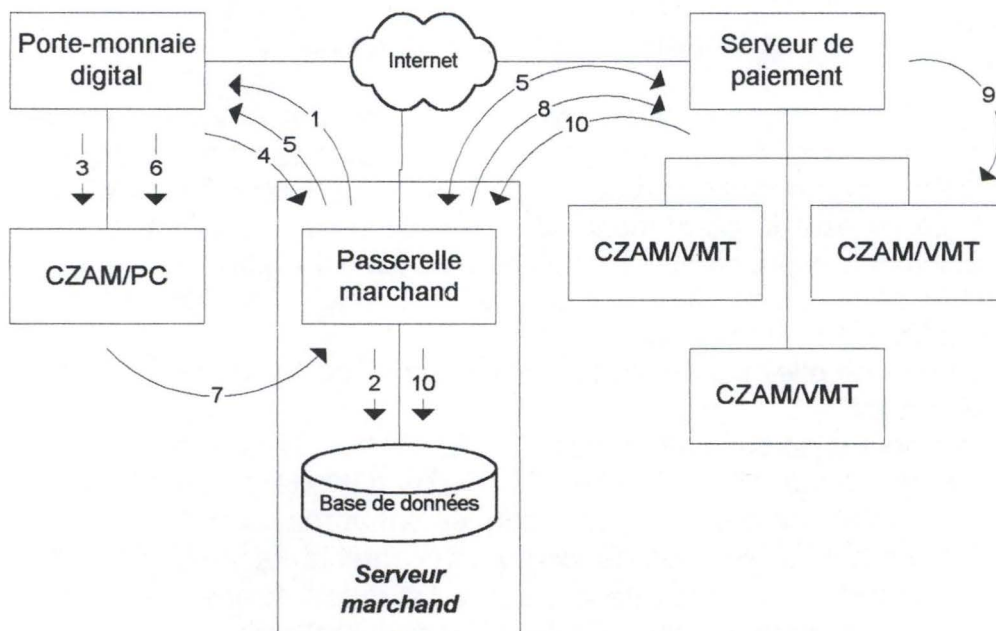 Porte-monnaie
digital
Internet
Serveur de
paiement
1
5
4
5
8
10
9
3
6
CZAM/PC
Passerelle
marchand
CZAM/VMT
CZAM/VMT
7
2
10
CZAM/VMT
Base de données
Serveur
marchand